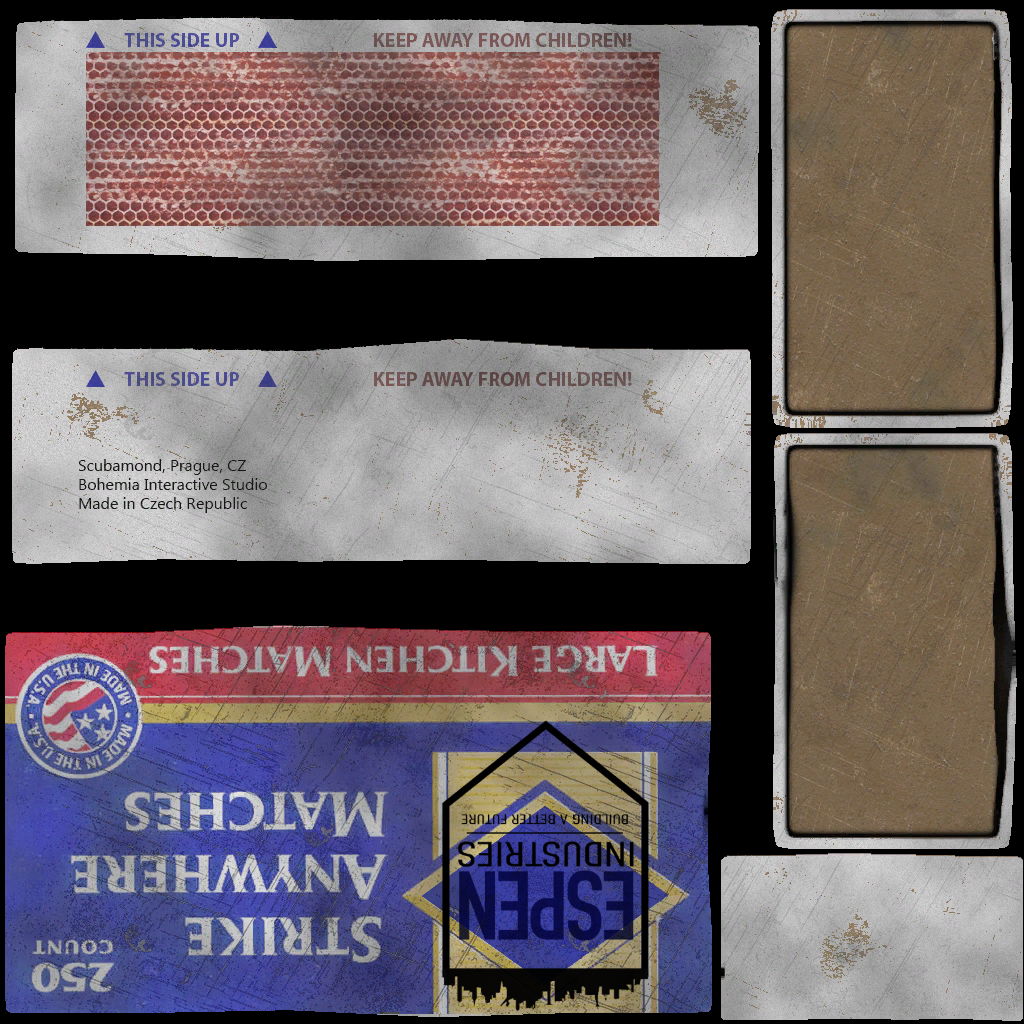 THIS SIDE UP KEEP AWAY FROM CHILDREN!
THIS SIDE UP KEEP AWAY FROM CHILDREN!
Scubamond, Prague, CZ
Bohemia Interactive Studio
Made in Czech Republic
LARGE KITCHEN MATCHES
MADE IN THE U.S.A. • MADE IN THE U.S.A. •
STRIKE
ANYWHERE
MATCHES
250
COUNT
ESPEN
INDUSTRIES
BUILDING A BETTER FUTURE